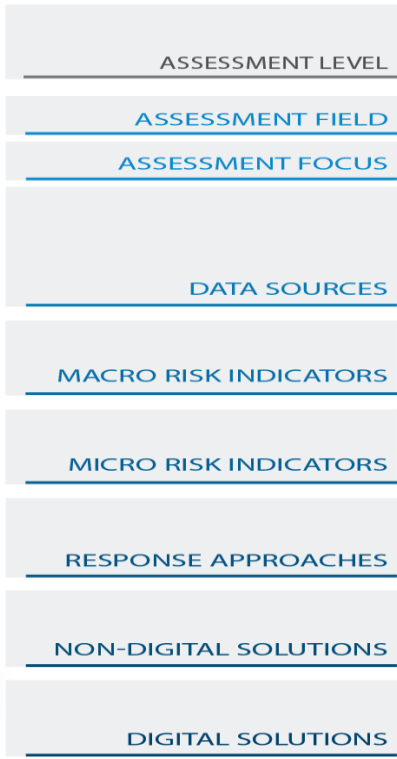 ASSESSMENT LEVEL
ASSESSMENT FIELD
ASSESSMENT FOCUS
DATA SOURCES
MACRO RISK INDICATORS
MICRO RISK INDICATORS
RESPONSE APPROACHES
NON-DIGITAL SOLUTIONS
DIGITAL SOLUTIONS